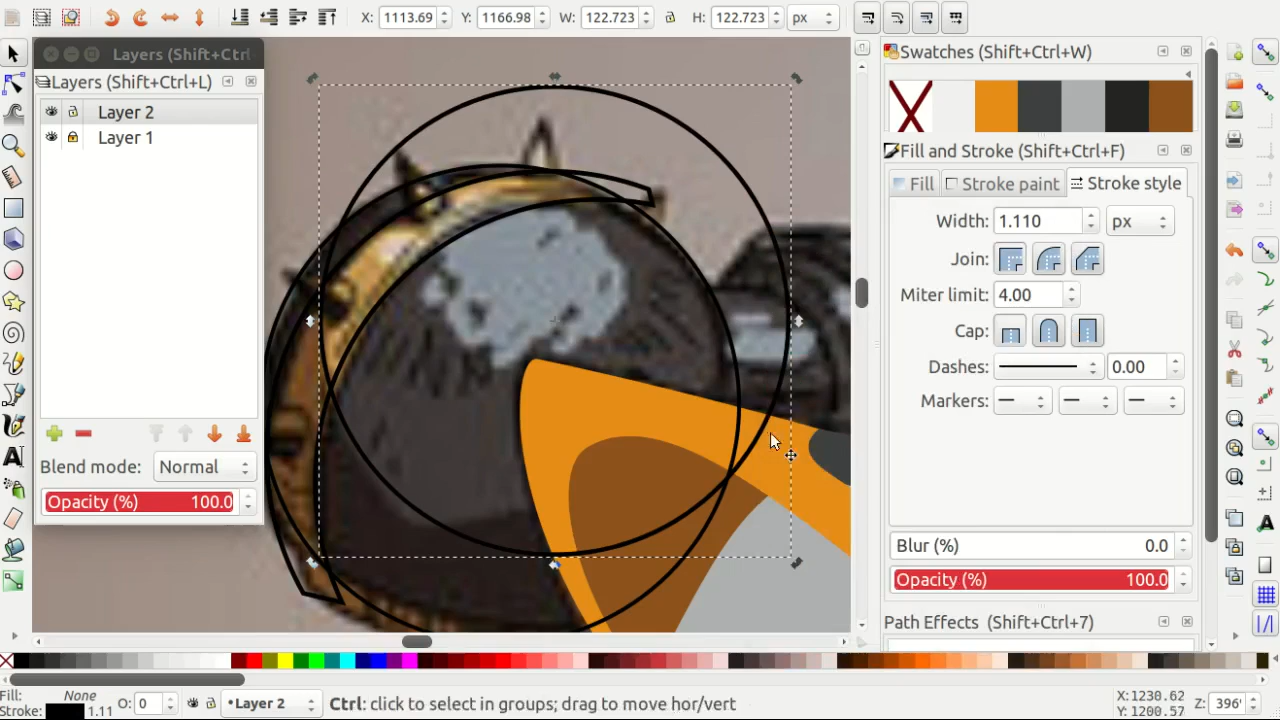 X: 1113.69 Y: 1166.98 W: 122.723 H: 122.723 px
Layers (Shift+Ctrl
Layers (Shift+Ctrl+L)
Layer 2
Layer 1
Blend mode: Normal
Opacity (%) 100.0
Swatches (Shift+Ctrl+W)
Fill and Stroke (Shift+Ctrl+F)
Fill Stroke paint Stroke style
Width: 1.110 px
Join:
Miter limit: 4.00
Cap:
Dashes: 0.00
Markers:
Blur (%) 0.0
Opacity (%) 100.0
Path Effects (Shift+Ctrl+7)
Fill: None
Stroke: 1.11
O: 0
•Layer 2
Ctrl: click to select in groups; drag to move hor/vert
X:1230.62
Y:1200.57
Z: 396